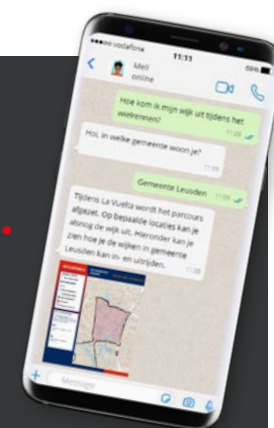 vodafone
11:11
59%
Mell
online
Hoe kom ik mijn wijk uit tijdens het
wielrennen?
11:08
Hoi, in welke gemeente woon je?
11:08
Gemeente Leusden 11:08
Tijdens La Vuelta wordt het parcours
afgezet. Op bepaalde locaties kan je
alsnog de wijk uit. Hieronder kan je
zien hoe je de wijken in gemeente
Leusden kan in- en uitrijden.
11:08
Message